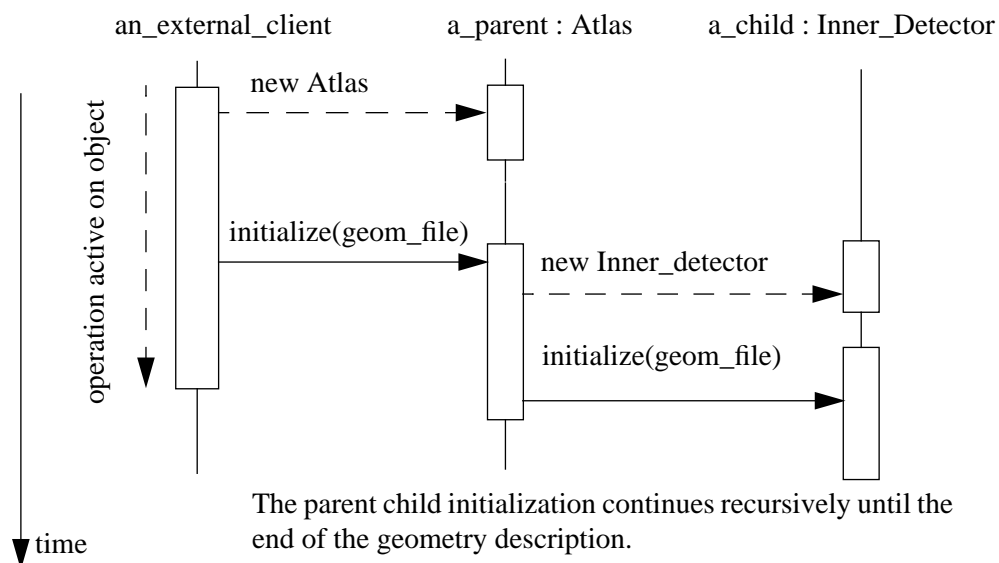 an_external_client
a_parent : Atlas
a_child : Inner_Detector
new Atlas
operation active on object
initialize(geom_file)
new Inner_detector
initialize(geom_file)
The parent child initialization continues recursively until the
end of the geometry description.
time